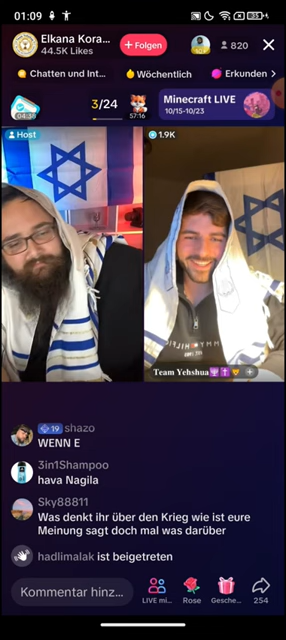 01:09
Elkana Kora...
44.5K Likes
+ Folgen
820
Chatten und Int...
Wöchentlich
Erkunden >
04:39
3/24
57:16
Minecraft LIVE
10/15-10/23
Host
1.9K
Team Yehshua
19 shazo
WENN E
3in1Shampoo
hava Nagila
Sky88811
Was denkt ihr über den Krieg wie ist eure
Meinung sagt doch mal was darüber
hadlimalak ist beigetreten
Kommentar hinz...
LIVE mi...
Rose
Gesche...
254